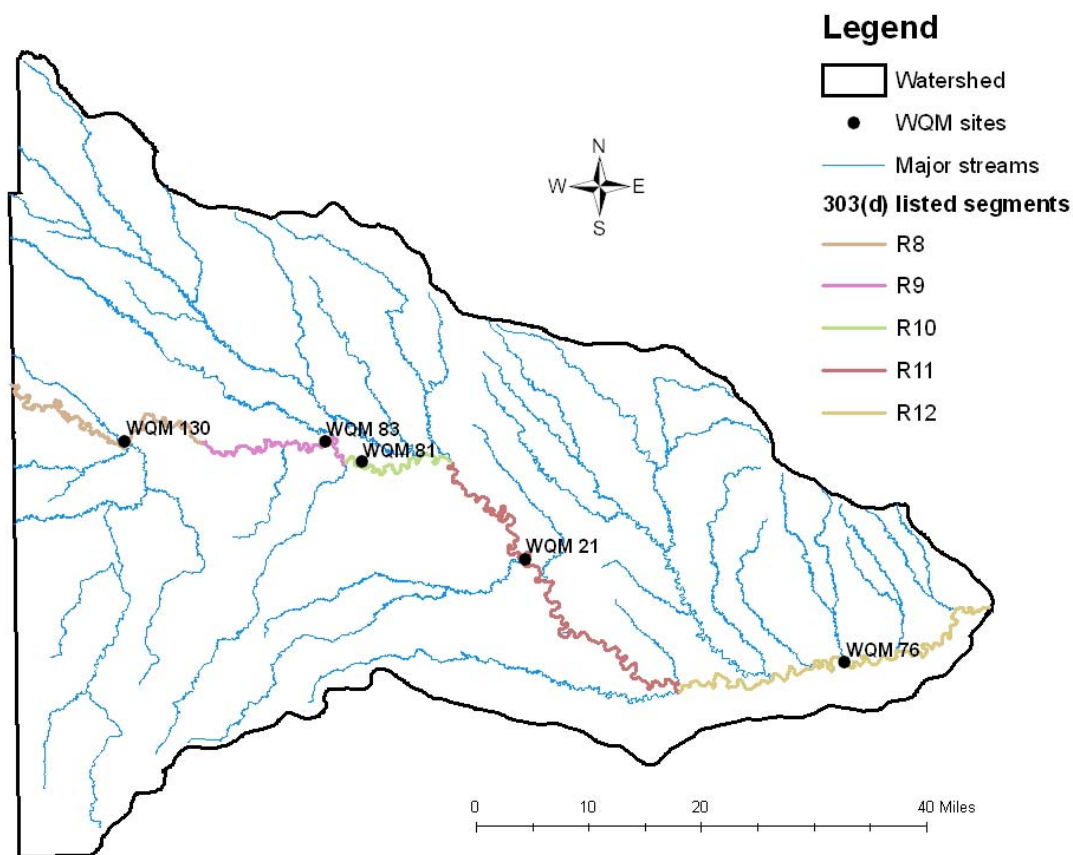 Legend
Watershed
WQM sites
Major streams
303(d) listed segments
R8
R9
R10
R11
R12
N
W E
S
WQM 130
WQM 83
WQM 81
WQM 21
WQM 76
0 10 20 40 Miles